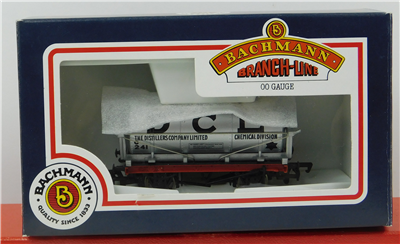 B
BACHMANN
BRANCH-LINE
OO GAUGE
DCL
THE DISTILLERS COMPANY LIMITED CHEMICAL DIVISION
BACHMANN
B
QUALITY SINCE 1833